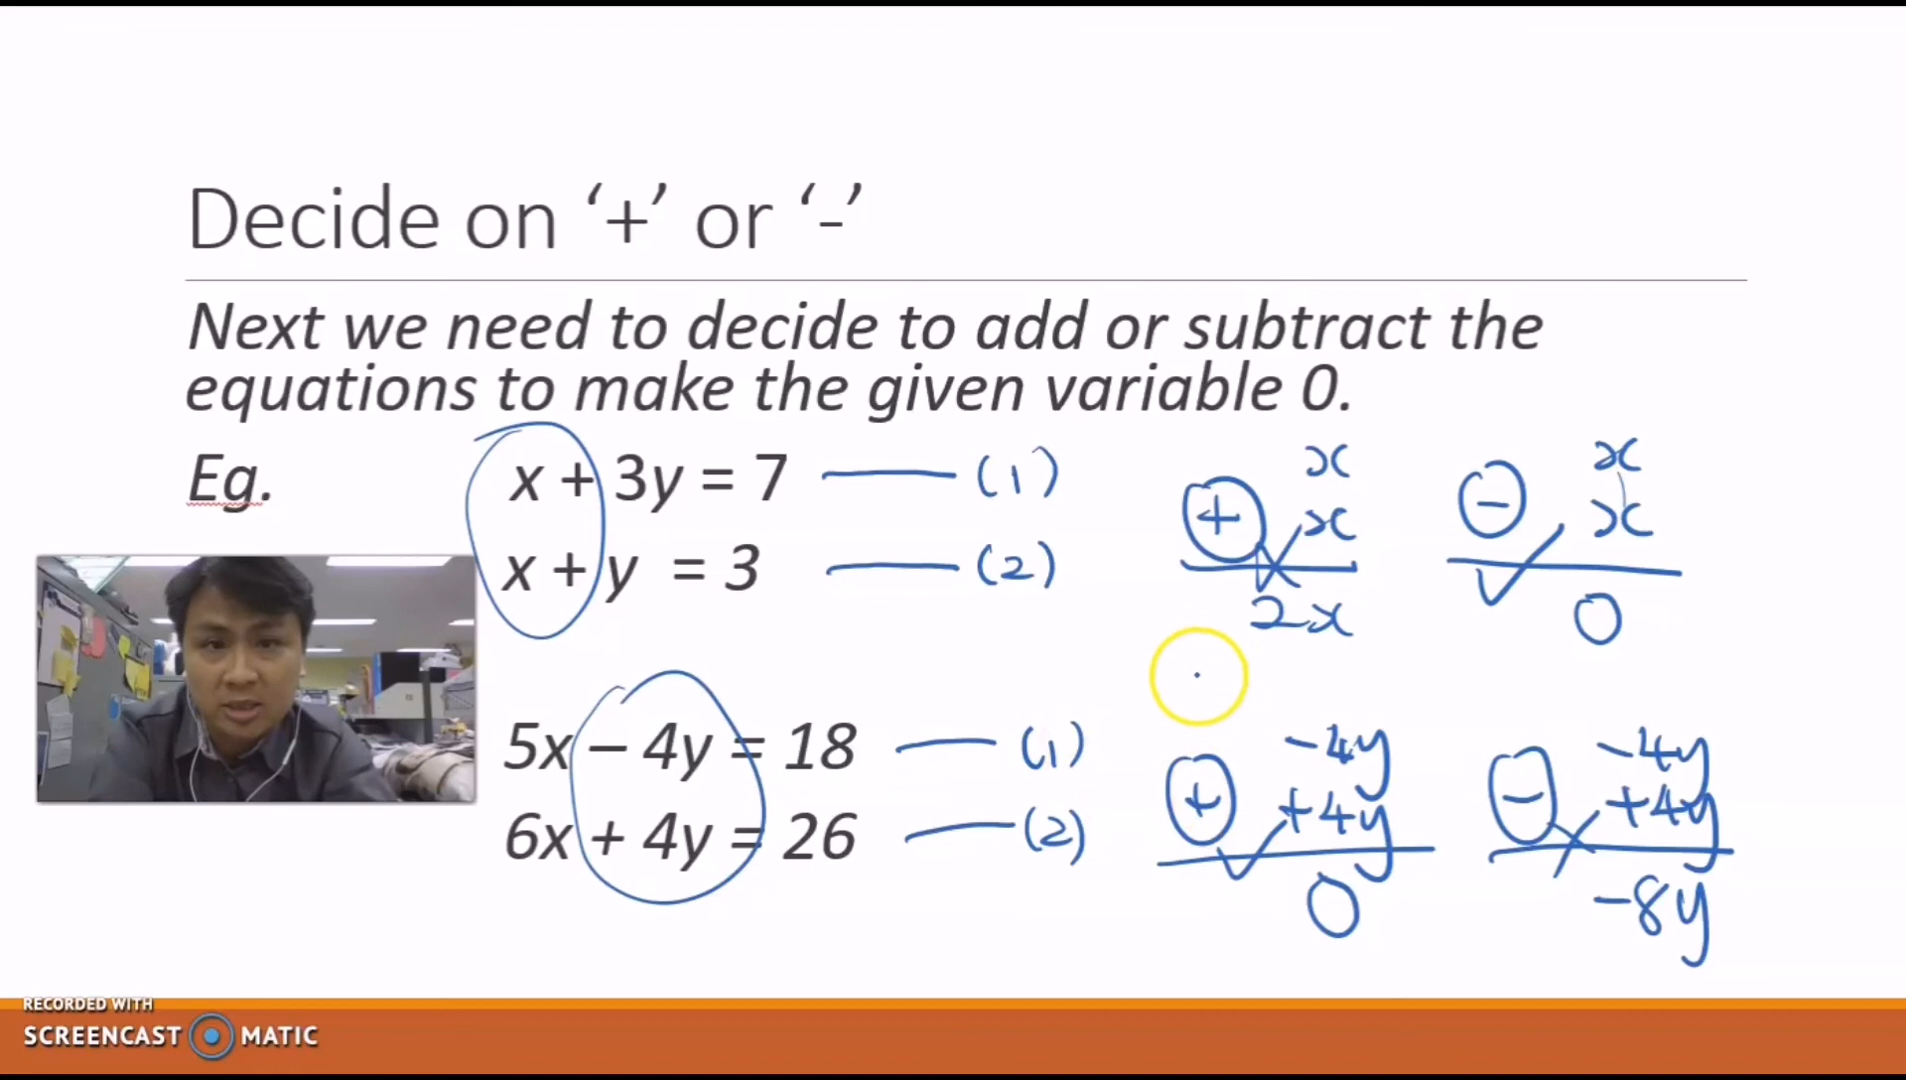 Decide on ‘+’ or ‘-’
Next we need to decide to add or subtract the
equations to make the given variable 0.
Eg.
x + 3y = 7 —— (1)
x + y = 3 —— (2)
+ x
x
2x
- x
x
0
5x – 4y = 18 —— (1)
6x + 4y = 26 —— (2)
+ -4y
+4y
0
- -4y
+4y
-8y
RECORDED WITH
SCREENCAST MATIC